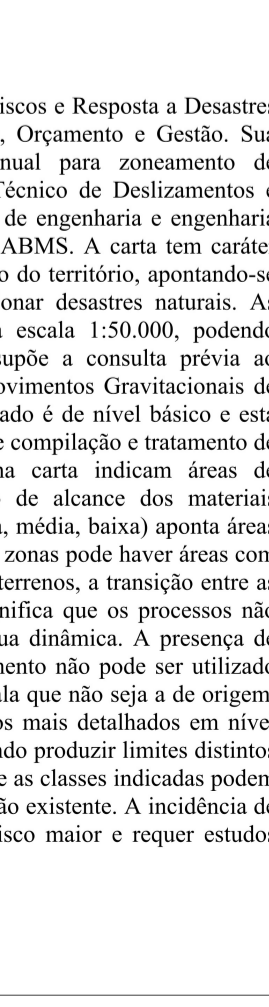 iscos e Resposta a Desastres
, Orçamento e Gestão. Sua
nual para zoneamento de
Técnico de Deslizamentos e
de engenharia e engenharia
ABMS. A carta tem caráter
o do território, apontando-se
ionar desastres naturais. As
a escala 1:50.000, podendo
supõe a consulta prévia ao
ovimentos Gravitacionais de
ado é de nível básico e está
e compilação e tratamento de
na carta indicam áreas de
o de alcance dos materiais
a, média, baixa) aponta áreas
zonas pode haver áreas com
terrenos, a transição entre as
nifica que os processos não
ua dinâmica. A presença de
mento não pode ser utilizado
ala que não seja a de origem,
os mais detalhados em nível
ndo produzir limites distintos
e as classes indicadas podem
ão existente. A incidência de
isco maior e requer estudos